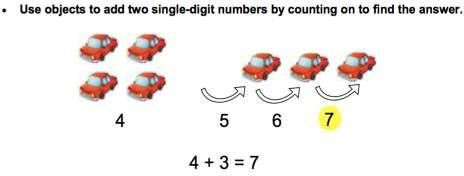 • Use objects to add two single-digit numbers by counting on to find the answer.
4 5 6 7
4 + 3 = 7